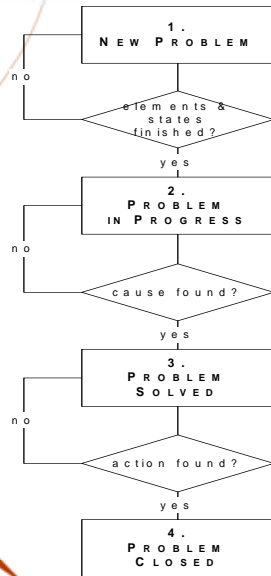 1.
NEW PROBLEM
no
elements &
states
finished?
yes
2.
PROBLEM
IN PROGRESS
no
cause found?
yes
3.
PROBLEM
SOLVED
no
action found?
yes
4.
PROBLEM
CLOSED